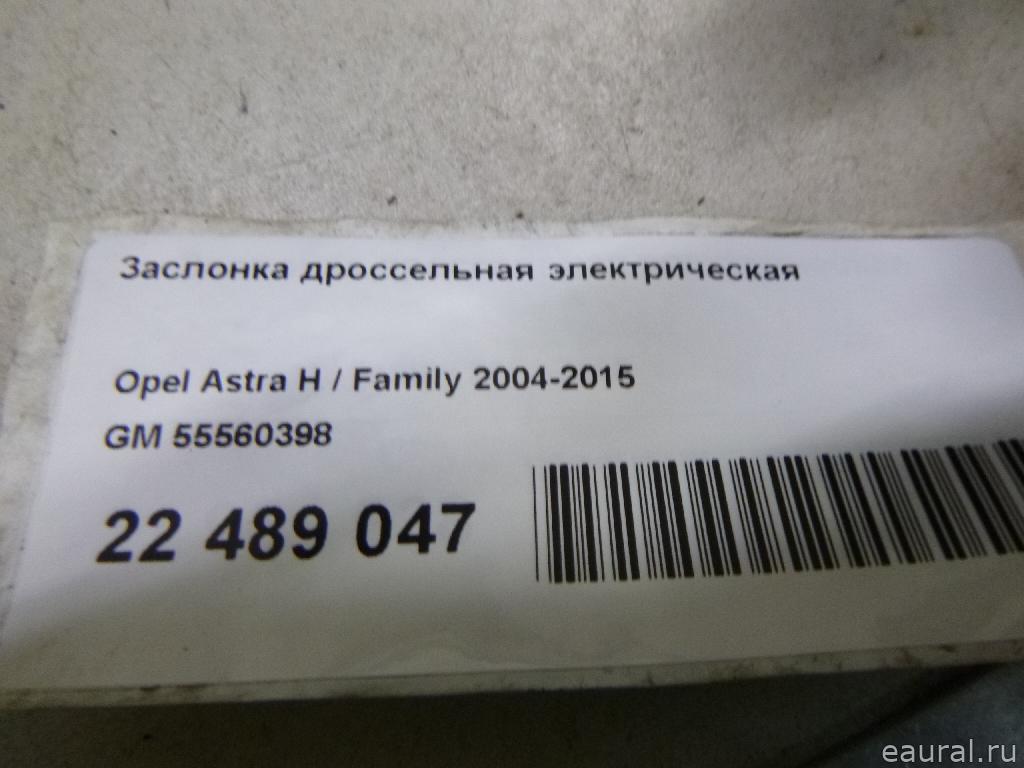 Заслонка дроссельная электрическая
Opel Astra H / Family 2004-2015
GM 55560398
22 489 047
eaural.ru